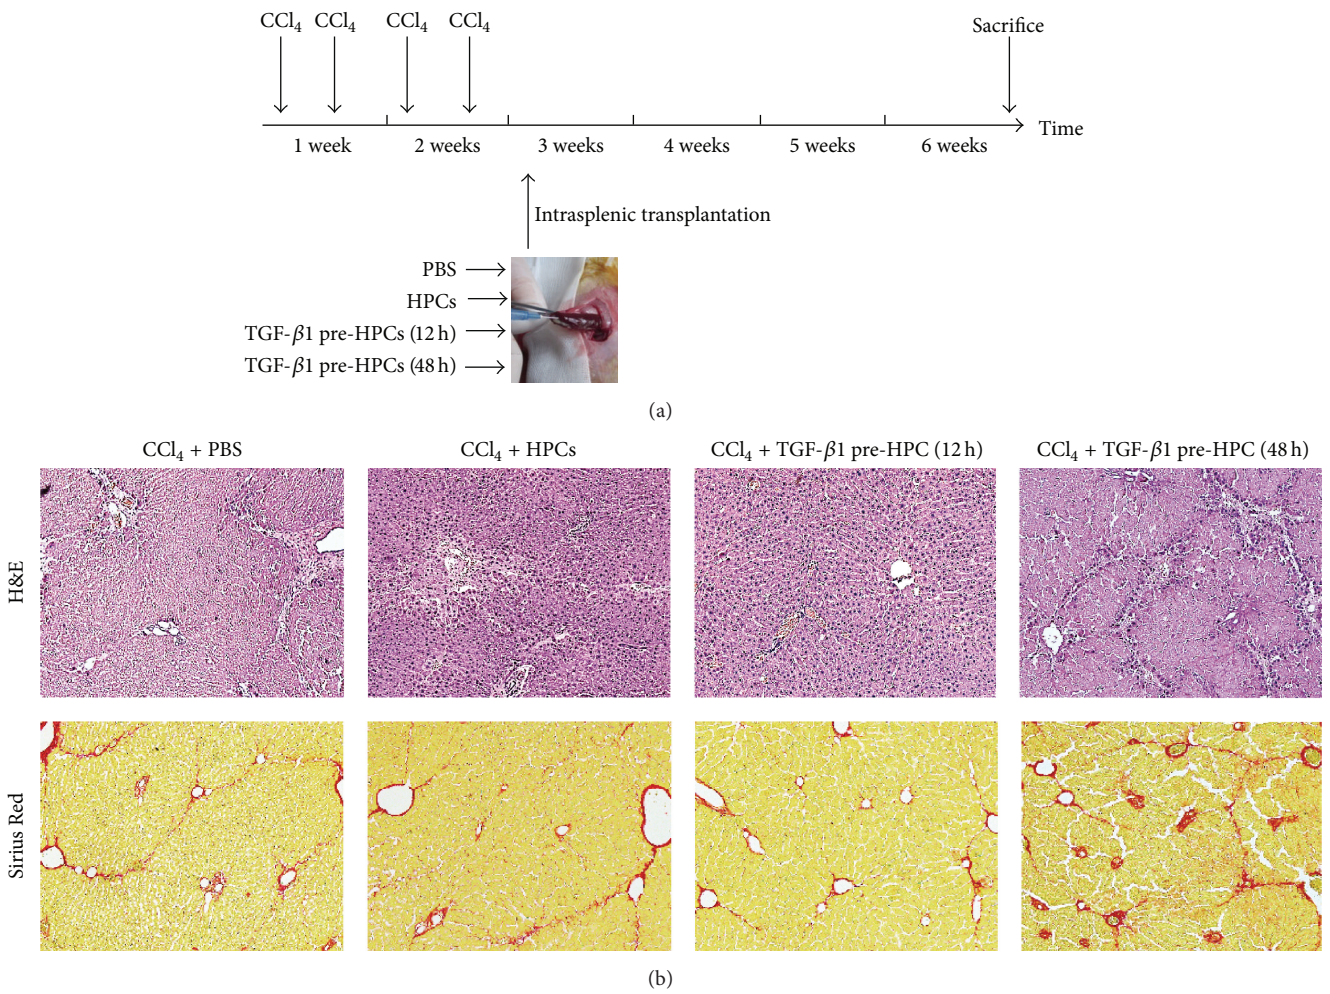 CCl4 CCl4 CCl4 CCl4 Sacrifice
Time
1 week 2 weeks 3 weeks 4 weeks 5 weeks 6 weeks
Intrasplenic transplantation
PBS
HPCs
TGF-β1 pre-HPCs (12 h)
TGF-β1 pre-HPCs (48 h)
(a)
CCl4 + PBS CCl4 + HPCs CCl4 + TGF-β1 pre-HPC (12 h) CCl4 + TGF-β1 pre-HPC (48 h)
H&E
Sirius Red
(b)